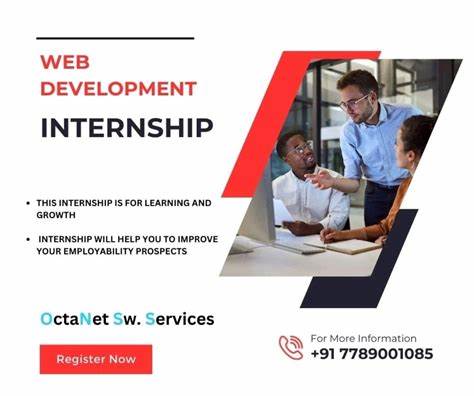 WEB
DEVELOPMENT
INTERNSHIP
• THIS INTERNSHIP IS FOR LEARNING AND
GROWTH
• INTERNSHIP WILL HELP YOU TO IMPROVE
YOUR EMPLOYABILITY PROSPECTS
OctaNet Sw. Services
Register Now
For More Information
+91 7789001085